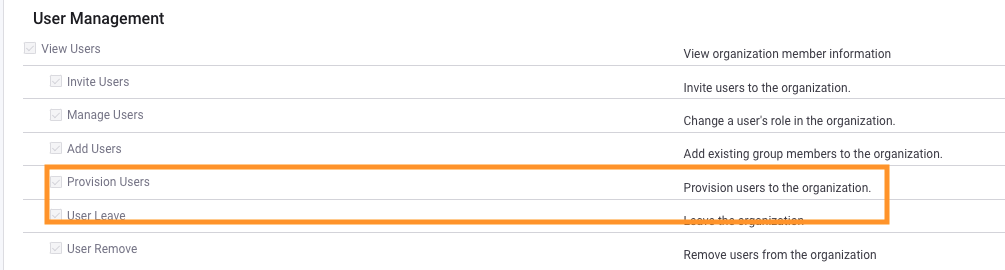 User Management
View Users
View organization member information
Invite Users
Invite users to the organization.
Manage Users
Change a user's role in the organization.
Add Users
Add existing group members to the organization.
Provision Users
Provision users to the organization.
User Leave
Leave the organization
User Remove
Remove users from the organization